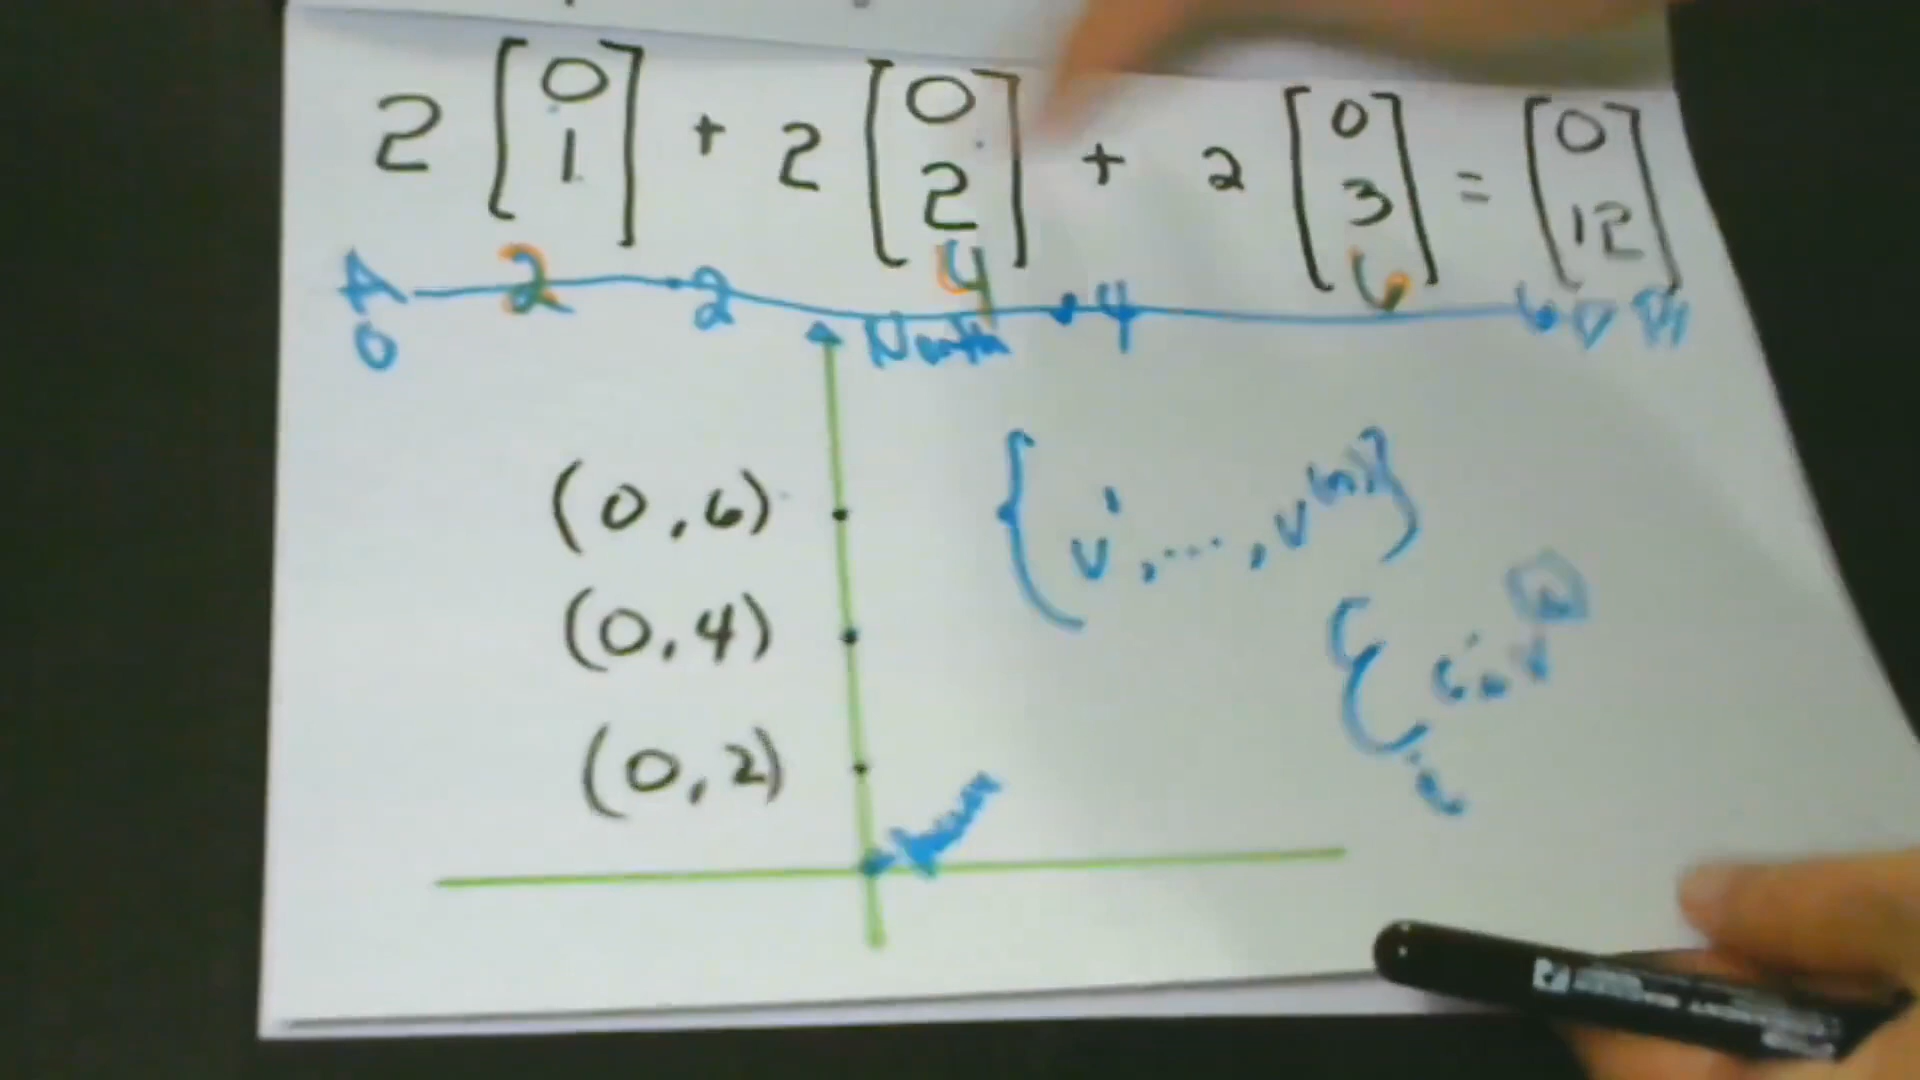 2 [0 1] + 2 [0 2] + 2 [0 3] = [0 12]
2 4 6
A 2 4 6
0 North
(0,6)
{v', ..., v^(n)}
(0,4)
(0,2)